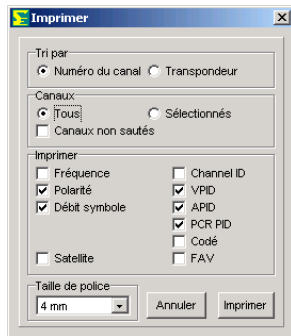 Imprimer
Tri par
Numéro du canal Transpondeur
Canaux
Tous Sélectionnés
Canaux non sautés
Imprimer
Fréquence Channel ID
Polarité VPID
Débit symbole APID
PCR PID
Codé
Satellite FAV
Taille de police
4 mm Annuler Imprimer